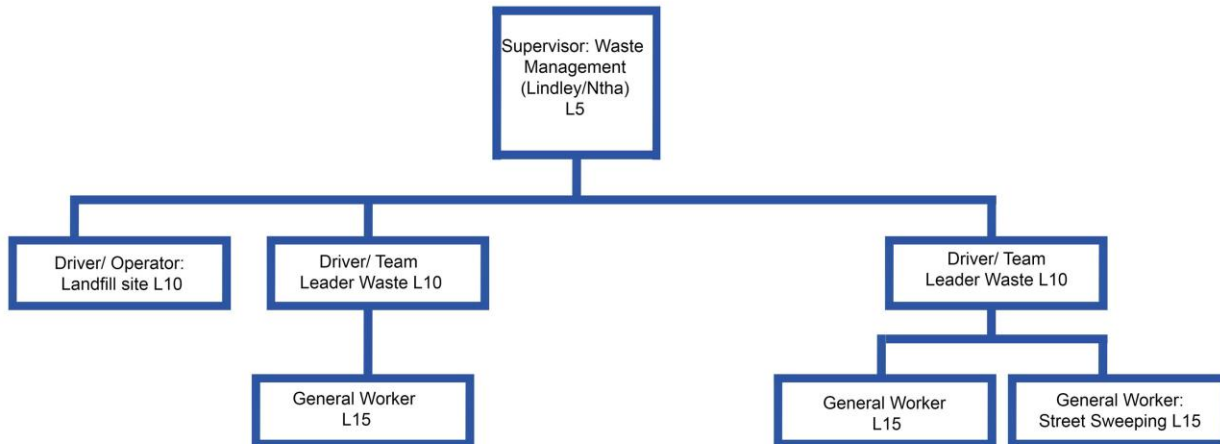 Supervisor: Waste
Management
(Lindley/Ntha)
L5
Driver/ Operator:
Landfill site L10
Driver/ Team
Leader Waste L10
Driver/ Team
Leader Waste L10
General Worker
L15
General Worker
L15
General Worker:
Street Sweeping L15